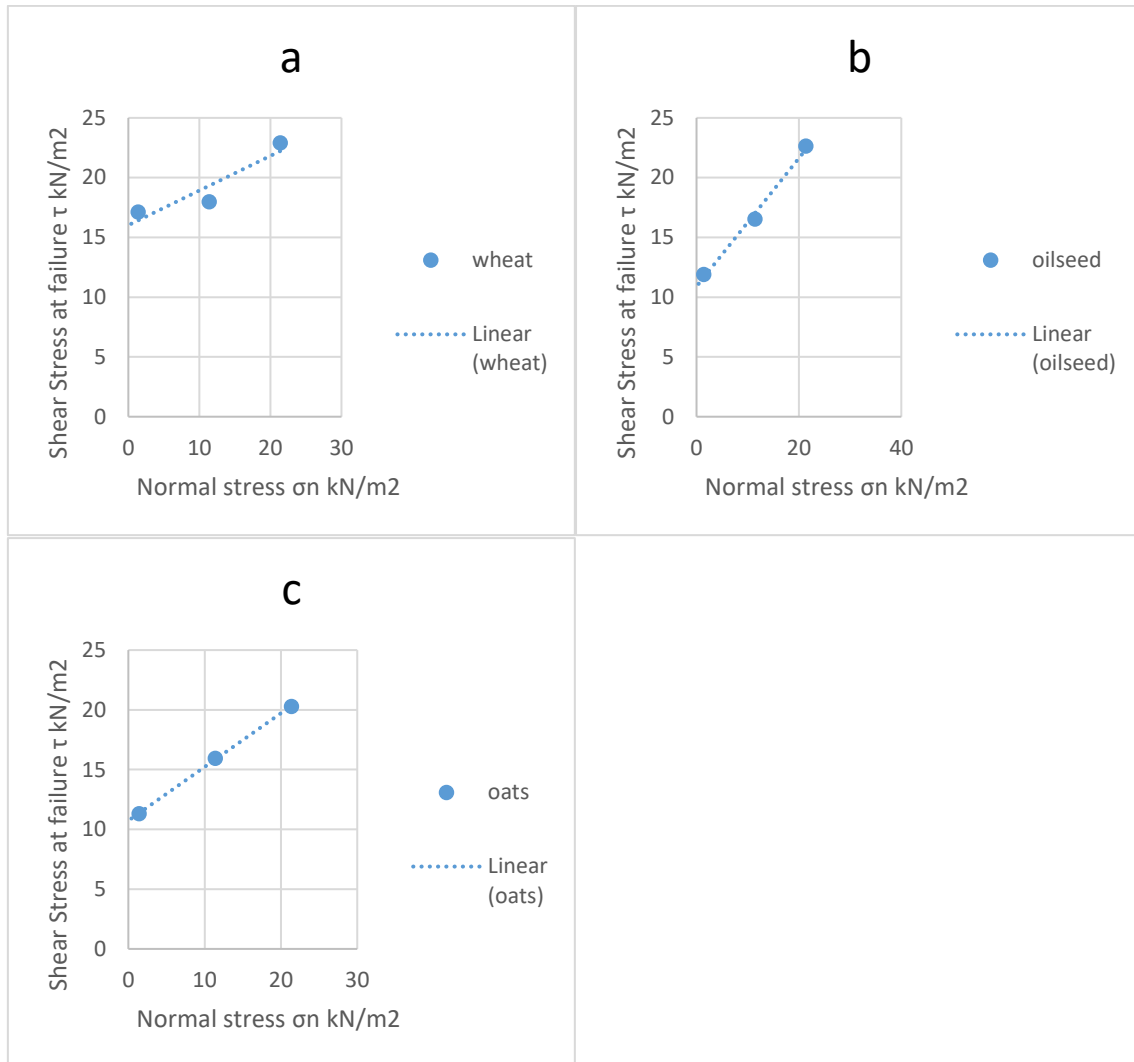 a
25
20
15
10
5
0
0 10 20 30
Shear Stress at failure τ kN/m2
Normal stress σn kN/m2
wheat
Linear
(wheat)
b
25
20
15
10
5
0
0 20 40
Shear Stress at failure τ kN/m2
Normal stress σn kN/m2
oilseed
Linear
(oilseed)
c
25
20
15
10
5
0
0 10 20 30
Shear Stress at failure τ kN/m2
Normal stress σn kN/m2
oats
Linear
(oats)